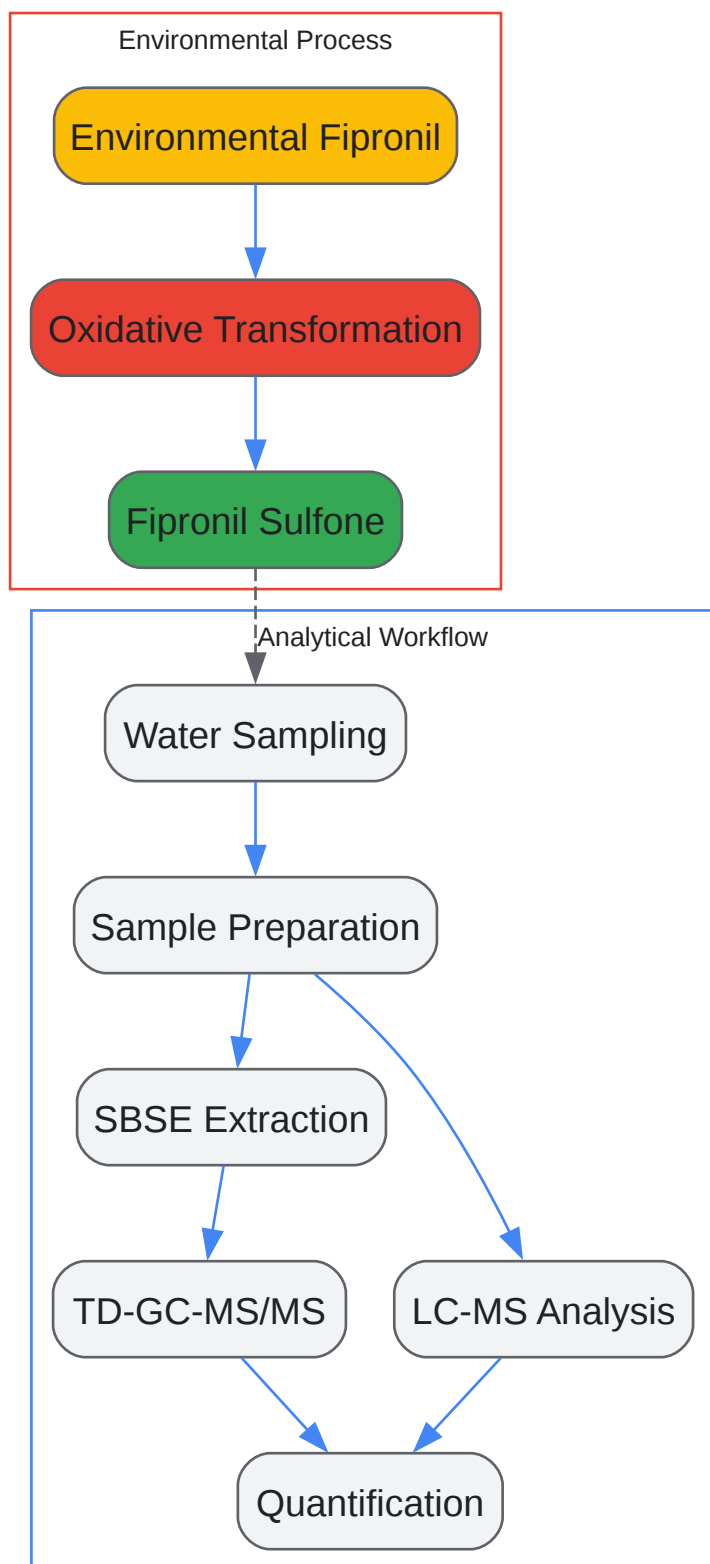 Environmental Process
Environmental Fipronil
Oxidative Transformation
Fipronil Sulfone
Analytical Workflow
Water Sampling
Sample Preparation
SBSE Extraction
TD-GC-MS/MS
LC-MS Analysis
Quantification